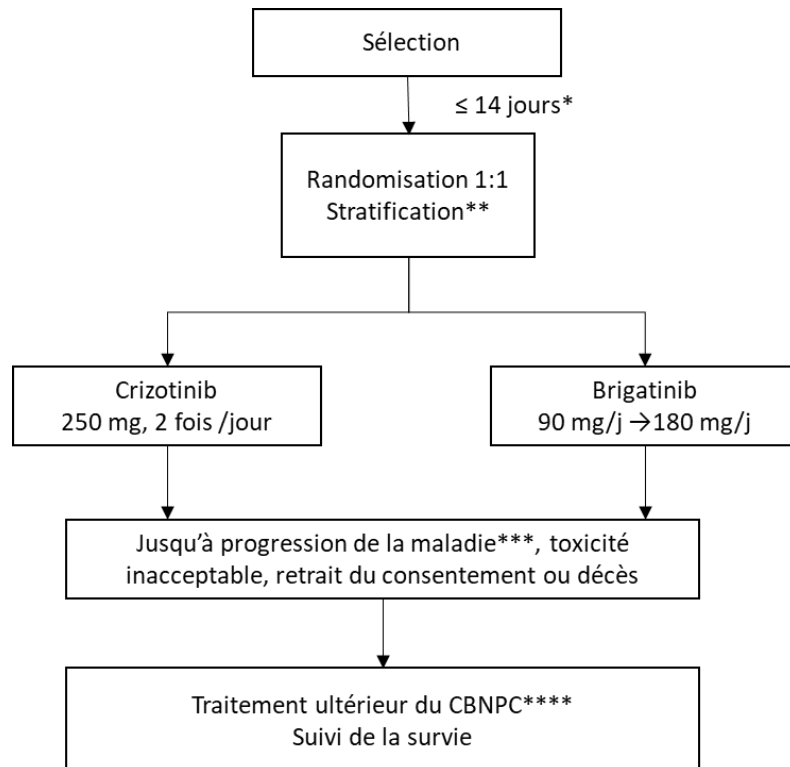 Sélection
≤ 14 jours*
Randomisation 1:1
Stratification**
Crizotinib
250 mg, 2 fois /jour
Brigatinib
90 mg/j →180 mg/j
Jusqu’à progression de la maladie***, toxicité
inacceptable, retrait du consentement ou décès
Traitement ultérieur du CBNPC****
Suivi de la survie